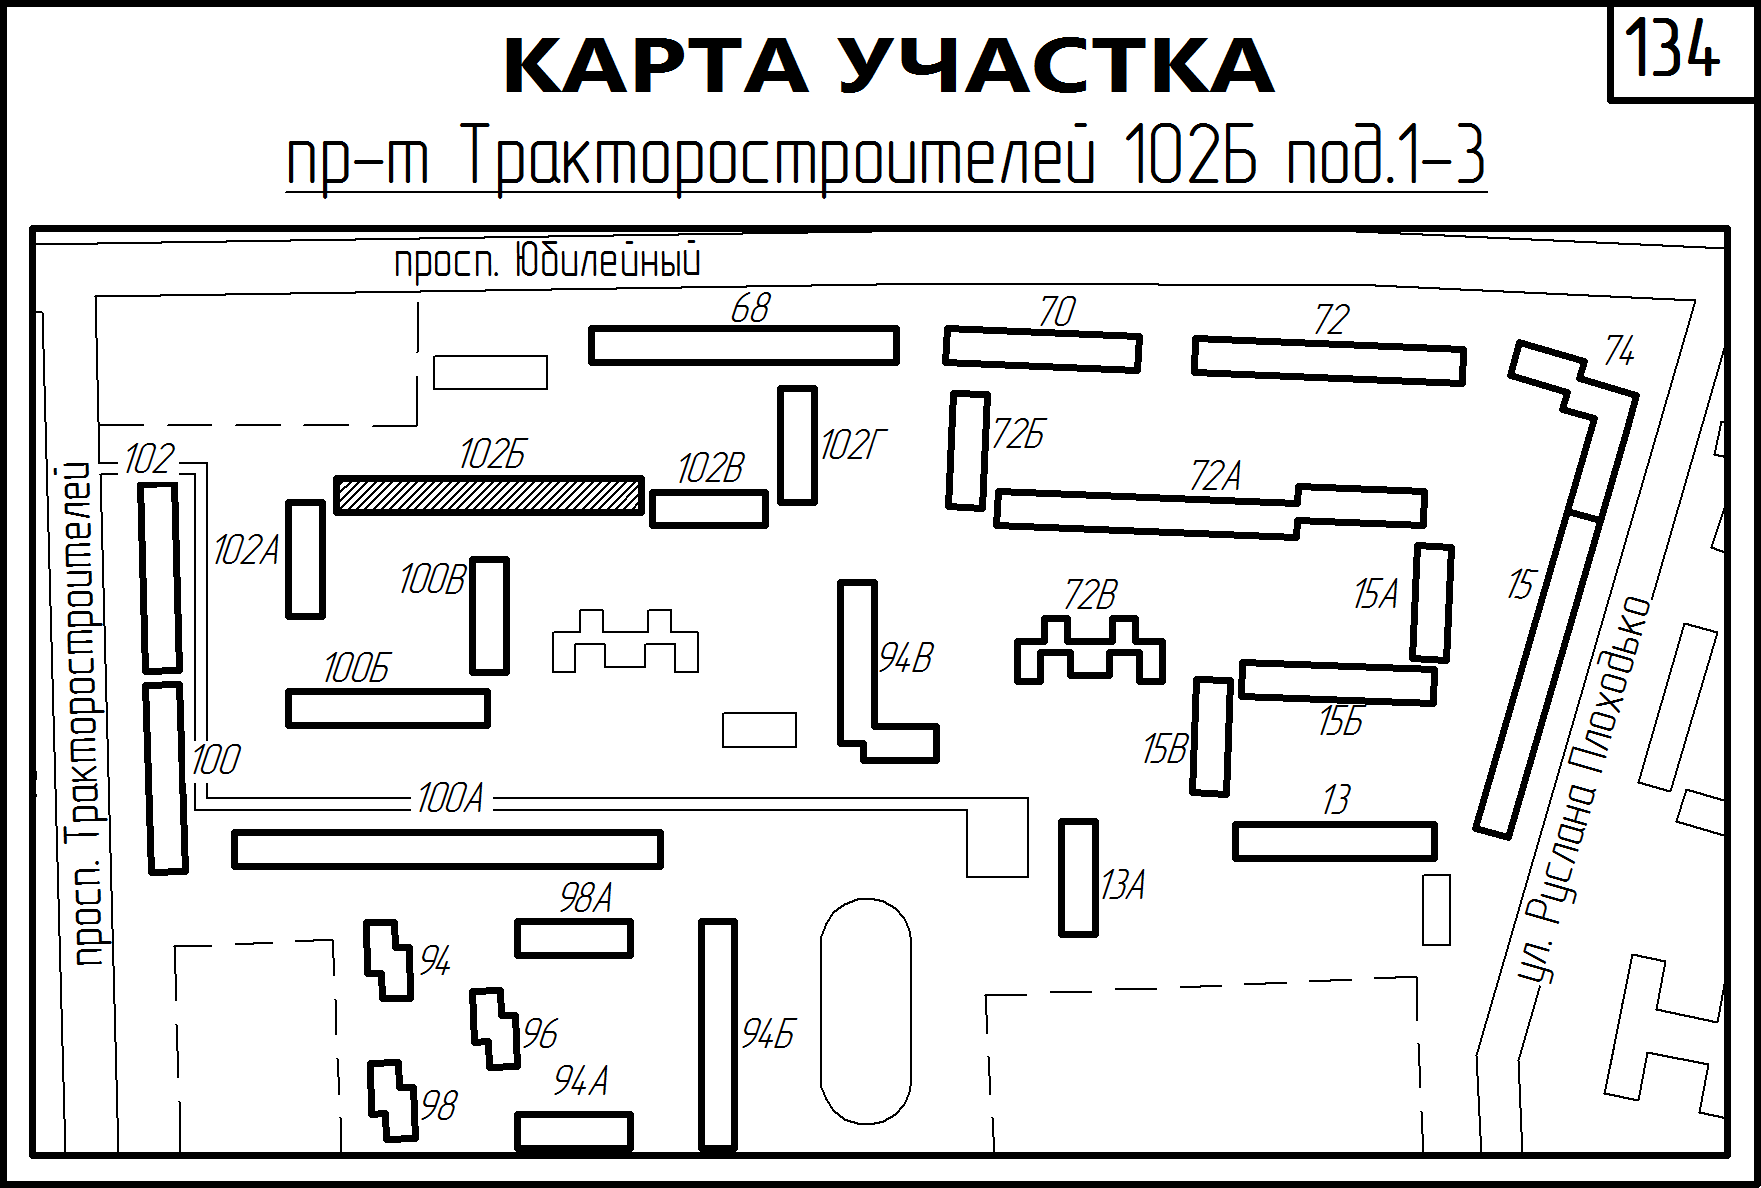 134
КАРТА УЧАСТКА
пр-т Тракторостроителей 102Б под.1-3
просп. Юбилейный
68
70
72
74
102Г
72Б
102
102Б
102В
72А
просп. Тракторостроителей
102А
100В
15А
15
72В
94В
100Б
15Б
15В
100
100А
13
ул. Руслана Плоходько
13А
98А
94
96
94Б
94А
98